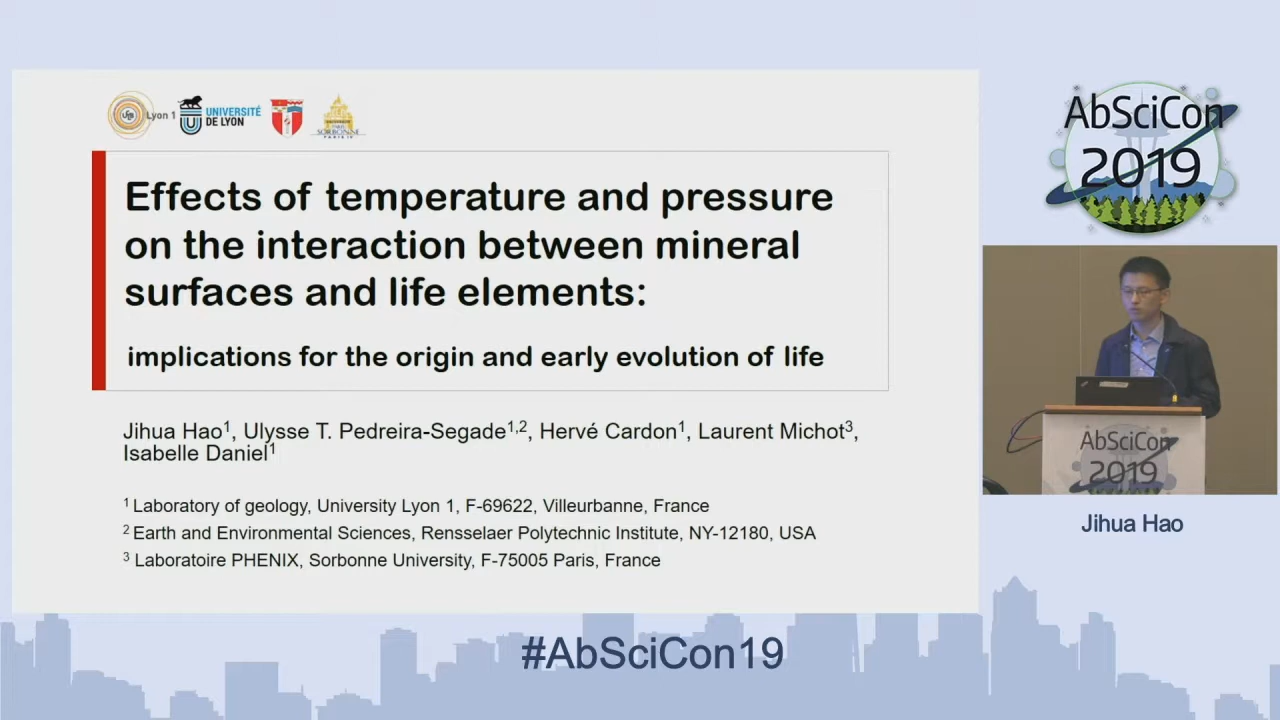 Lyon 1
UNIVERSITÉ
DE LYON
SORBONNE
AbSciCon
2019
Effects of temperature and pressure
on the interaction between mineral
surfaces and life elements:
implications for the origin and early evolution of life
Jihua Hao1, Ulysse T. Pedreira-Segade1,2, Hervé Cardon1, Laurent Michot3,
Isabelle Daniel1
1 Laboratory of geology, University Lyon 1, F-69622, Villeurbanne, France
2 Earth and Environmental Sciences, Rensselaer Polytechnic Institute, NY-12180, USA
3 Laboratoire PHENIX, Sorbonne University, F-75005 Paris, France
AbSciCon
2019
Jihua Hao
#AbSciCon19